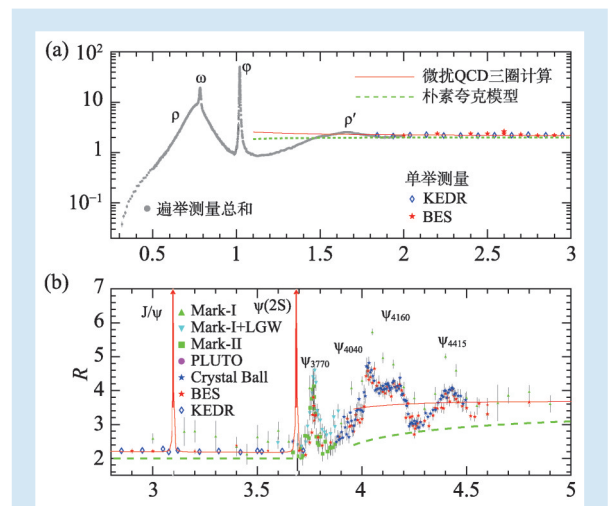 (a)
10²
10
1
10⁻¹
ρ
ω
φ
ρ′
微扰QCD三圈计算
朴素夸克模型
单举测量
KEDR
BES
遍举测量总和
0.5 1 1.5 2 2.5 3
(b)
R
7
6
5
4
3
2
J/ψ
ψ(2S)
Mark-I
Mark-I+LGW
Mark-II
PLUTO
Crystal Ball
BES
KEDR
ψ₃₇₇₀
ψ₄₀₄₀
ψ₄₁₆₀
ψ₄₄₁₅
3 3.5 4 4.5 5